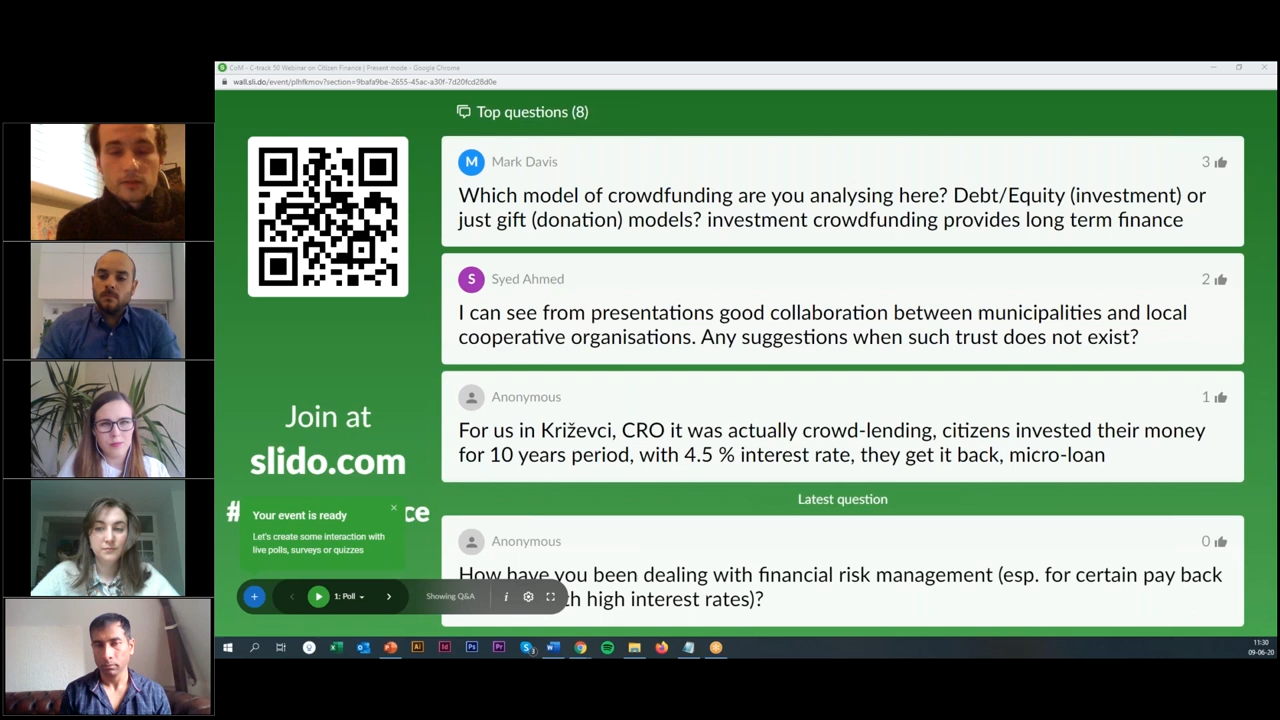 CoM - C-track 50 Webinar on Citizen Finance | Present mode - Google Chrome
wall.sli.do/event/plhfkmov?section=9bafa9be-2655-45ac-a30f-7d20fcd28d0e
Top questions (8)
M Mark Davis 3
Which model of crowdfunding are you analysing here? Debt/Equity (investment) or
just gift (donation) models? investment crowdfunding provides long term finance
S Syed Ahmed 2
I can see from presentations good collaboration between municipalities and local
cooperative organisations. Any suggestions when such trust does not exist?
Anonymous 1
For us in Križevci, CRO it was actually crowd-lending, citizens invested their money
for 10 years period, with 4.5 % interest rate, they get it back, micro-loan
Latest question
Anonymous 0
How have you been dealing with financial risk management (esp. for certain pay back
high interest rates)?
Join at
slido.com
#
Your event is ready
Let's create some interaction with
live polls, surveys or quizzes
1: Poll
Showing Q&A
11:30
09-06-20